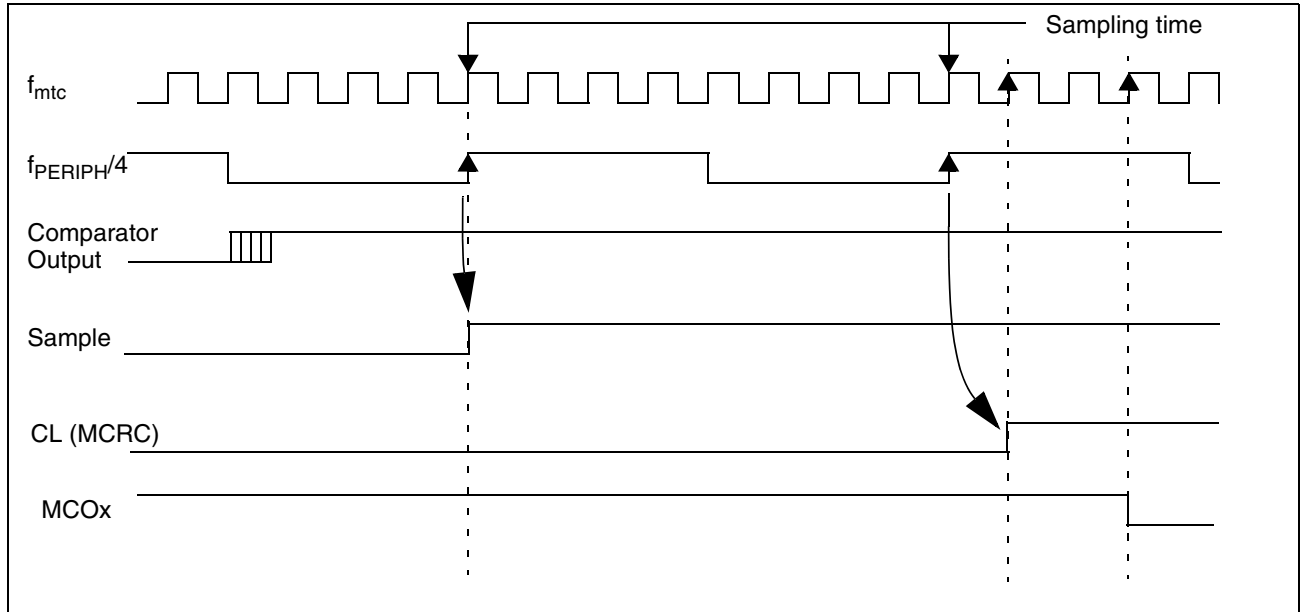 Sampling time
fmtc
fPERIPH/4
Comparator
Output
Sample
CL (MCRC)
MCOx